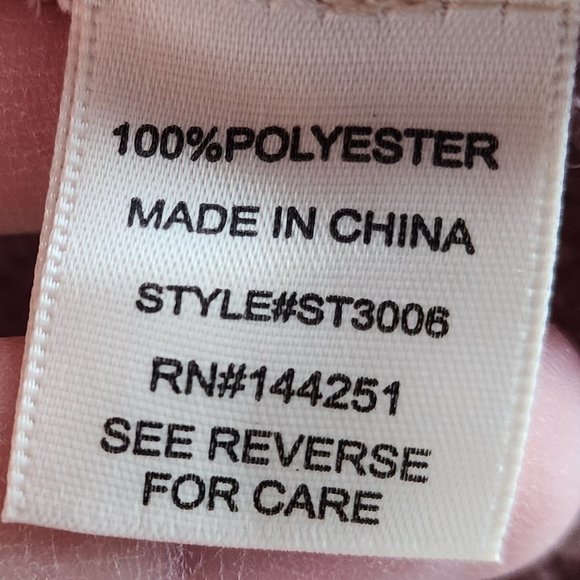 100%POLYESTER
MADE IN CHINA
STYLE#ST3006
RN#144251
SEE REVERSE
FOR CARE